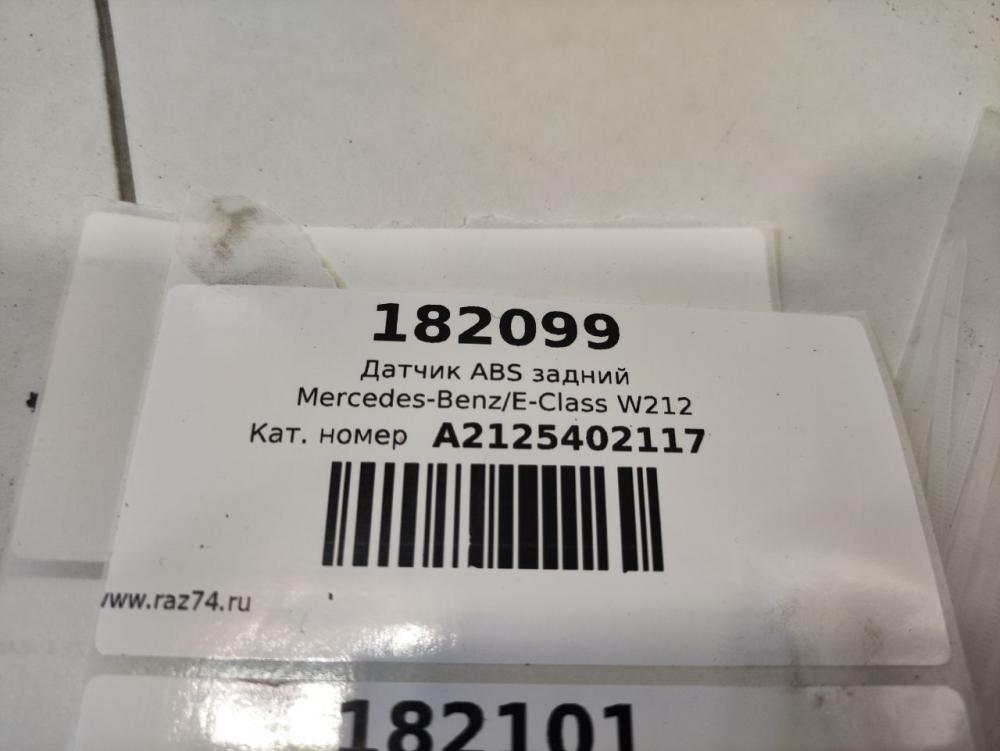 182099
Датчик ABS задний
Mercedes-Benz/E-Class W212
Кат. номер A2125402117
www.raz74.ru
182101